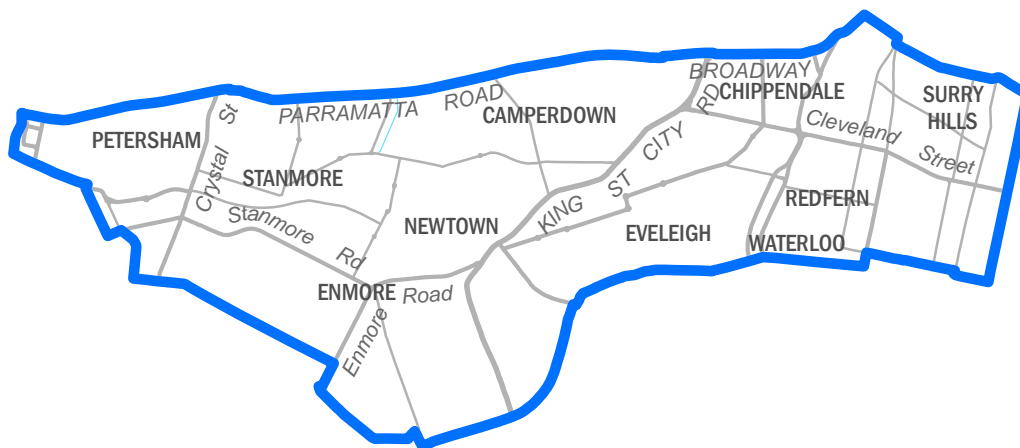 BROADWAY
PARRAMATTA ROAD
CHIPPENDALE
SURRY
HILLS
CAMPERDOWN
CITY RD
Cleveland Street
PETERSHAM
Crystal St
STANMORE
KING ST
REDFERN
Stanmore Rd
NEWTOWN
EVELEIGH
WATERLOO
ENMORE
Enmore Road